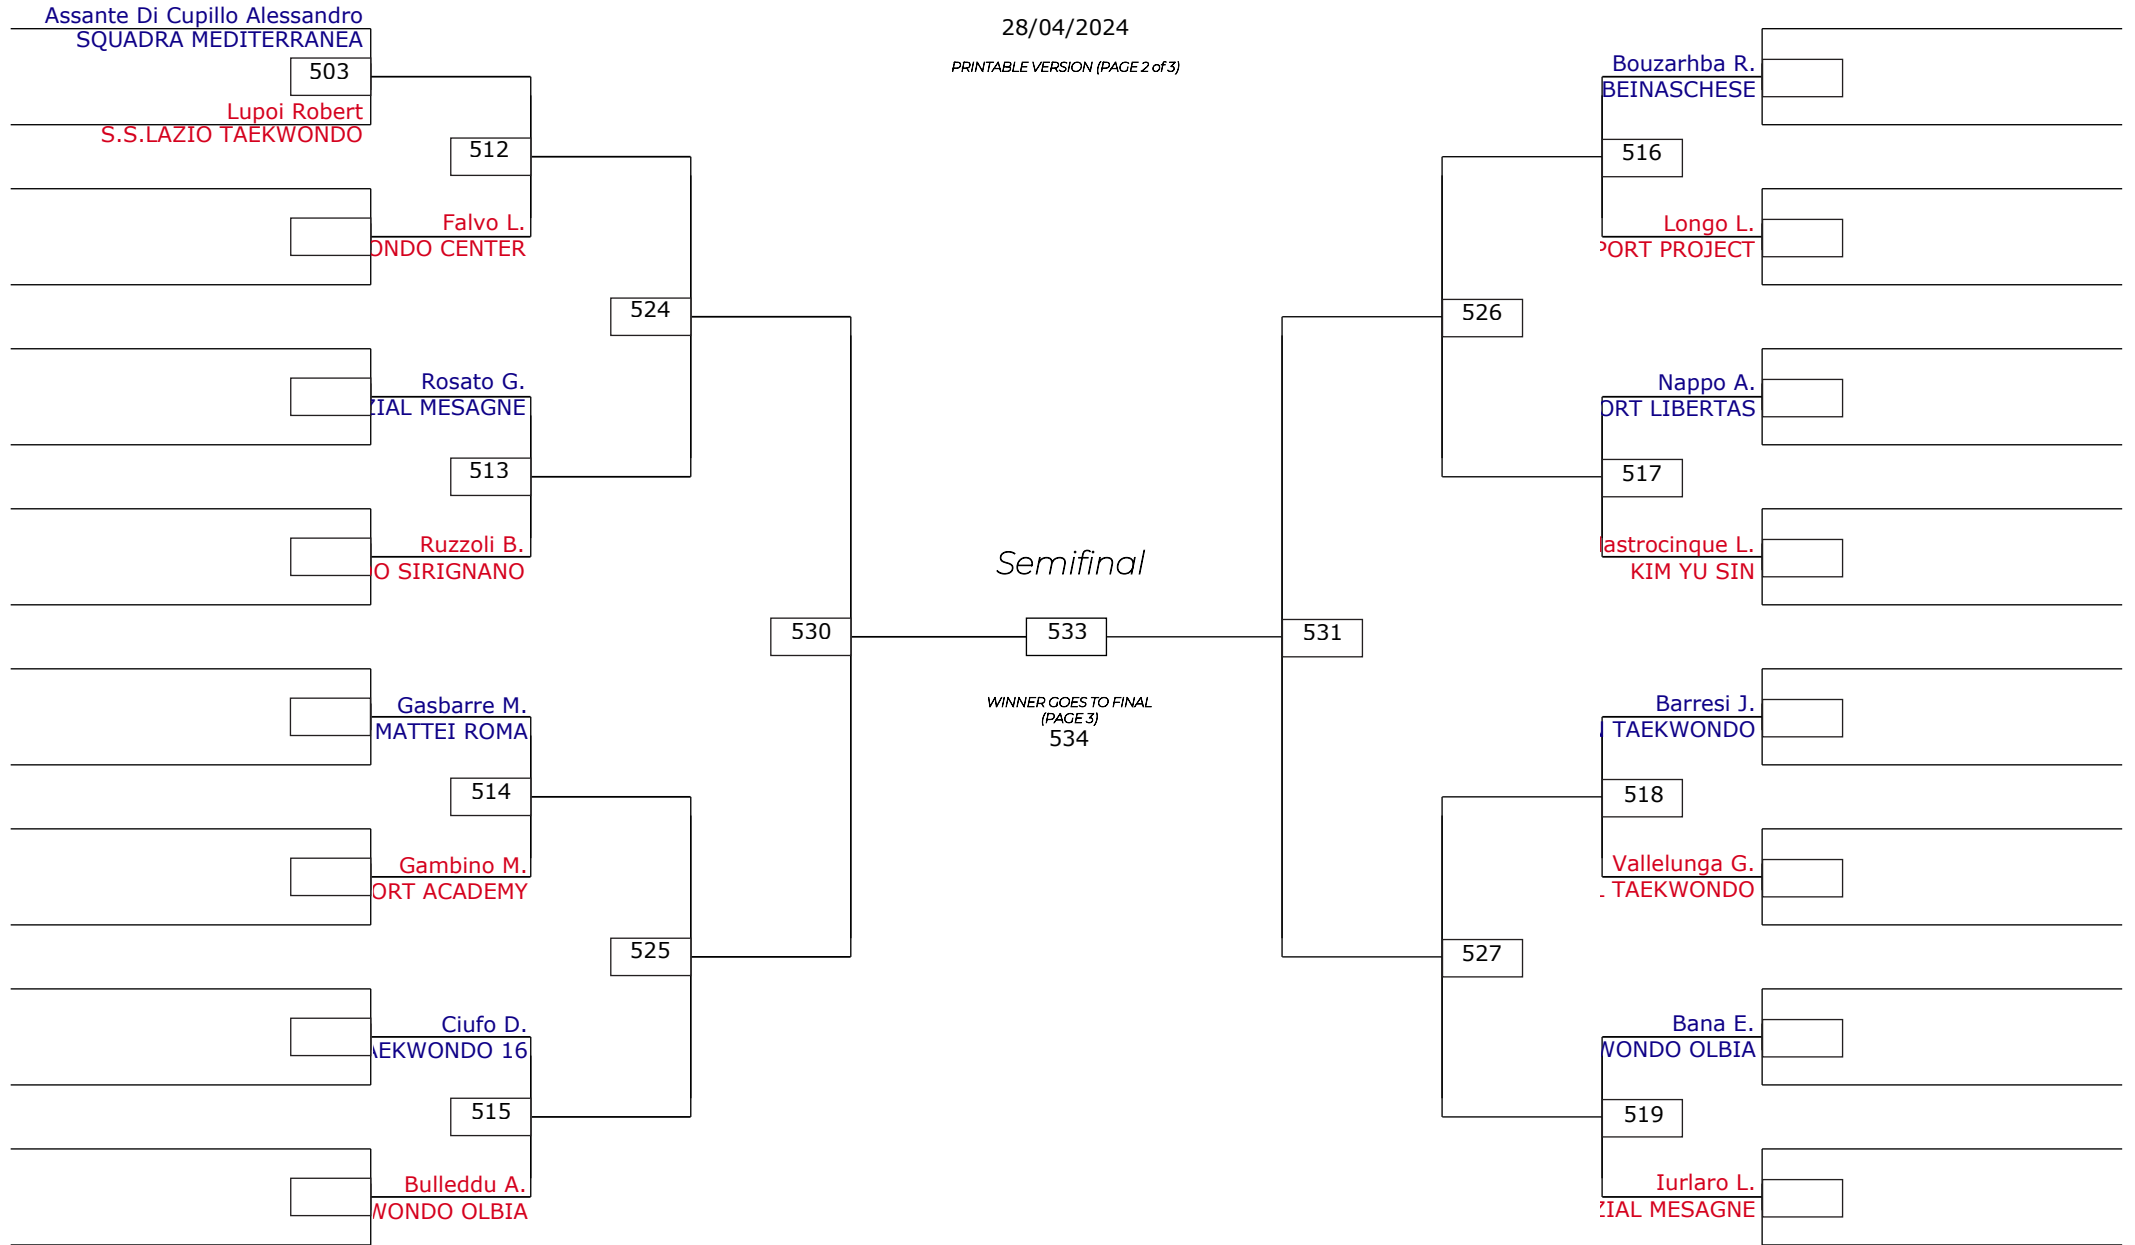 Assante Di Cupillo Alessandro
SQUADRA MEDITERRANEA
503
Lupoi Robert
S.S.LAZIO TAEKWONDO
512
Falvo L.
ONDO CENTER
524
Rosato G.
ZIAL MESAGNE
513
Ruzzoli B.
O SIRIGNANO
530
Gasbarre M.
MATTEI ROMA
514
Gambino M.
ORT ACADEMY
525
Ciufo D.
AEKWONDO 16
515
Bulleddu A.
WONDO OLBIA
28/04/2024
PRINTABLE VERSION (PAGE 2 of 3)
Semifinal
533
WINNER GOES TO FINAL
(PAGE 3)
534
Bouzarhba R.
BEINASCHESE
516
Longo L.
PORT PROJECT
526
Nappo A.
ORT LIBERTAS
517
lastrocinque L.
KIM YU SIN
531
Barresi J.
TAEKWONDO
518
Vallelunga G.
TAEKWONDO
527
Bana E.
WONDO OLBIA
519
Iurlaro L.
ZIAL MESAGNE